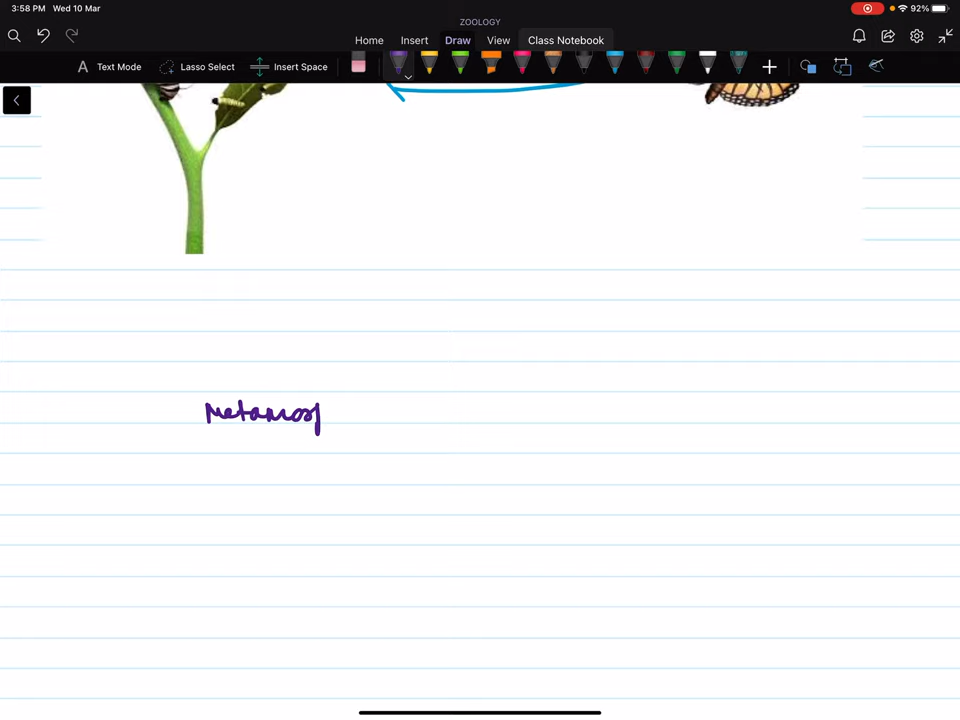 3:58 PM Wed 10 Mar
92%
ZOOLOGY
Home Insert Draw View Class Notebook
Text Mode Lasso Select Insert Space
Metamorp